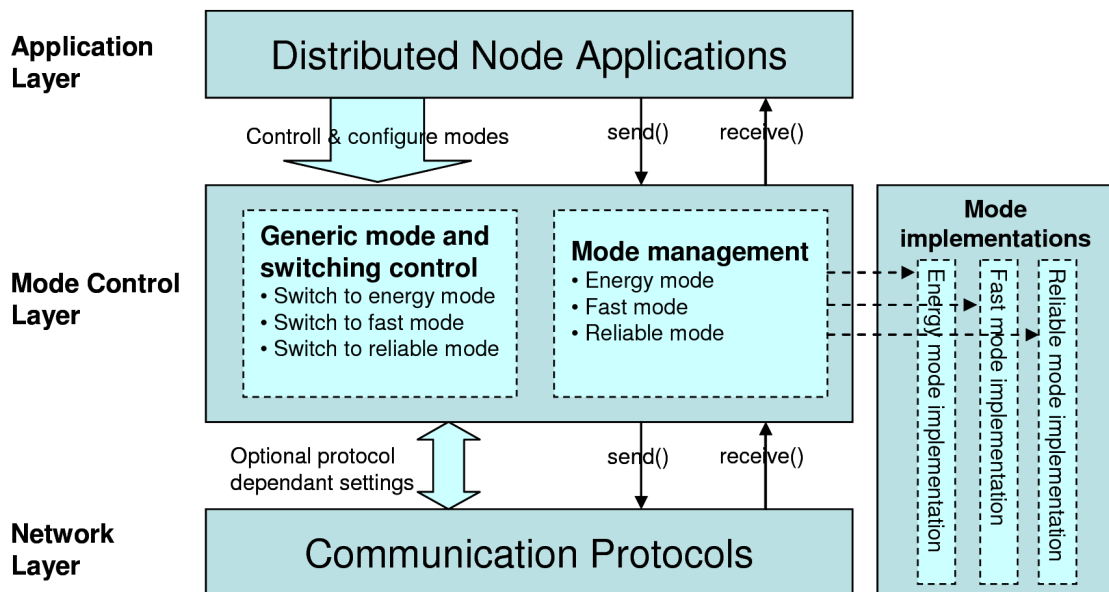 Application
Layer
Distributed Node Applications
Controll & configure modes
send()
receive()
Mode Control
Layer
Generic mode and
switching control
• Switch to energy mode
• Switch to fast mode
• Switch to reliable mode
Mode management
• Energy mode
• Fast mode
• Reliable mode
Mode
implementations
Energy mode implementation
Fast mode implementation
Reliable mode implementation
Optional protocol
dependant settings
send()
receive()
Network
Layer
Communication Protocols